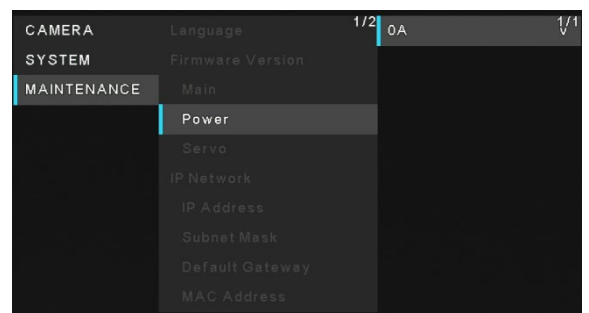 CAMERA
SYSTEM
MAINTENANCE
Language 1/2
Firmware Version
Main
Power
Servo
IP Network
IP Address
Subnet Mask
Default Gateway
MAC Address
0A 1/1